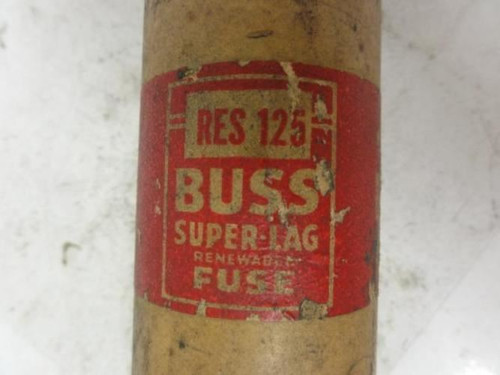 RES 125
BUSS
SUPER-LAG
RENEWABLE
FUSE